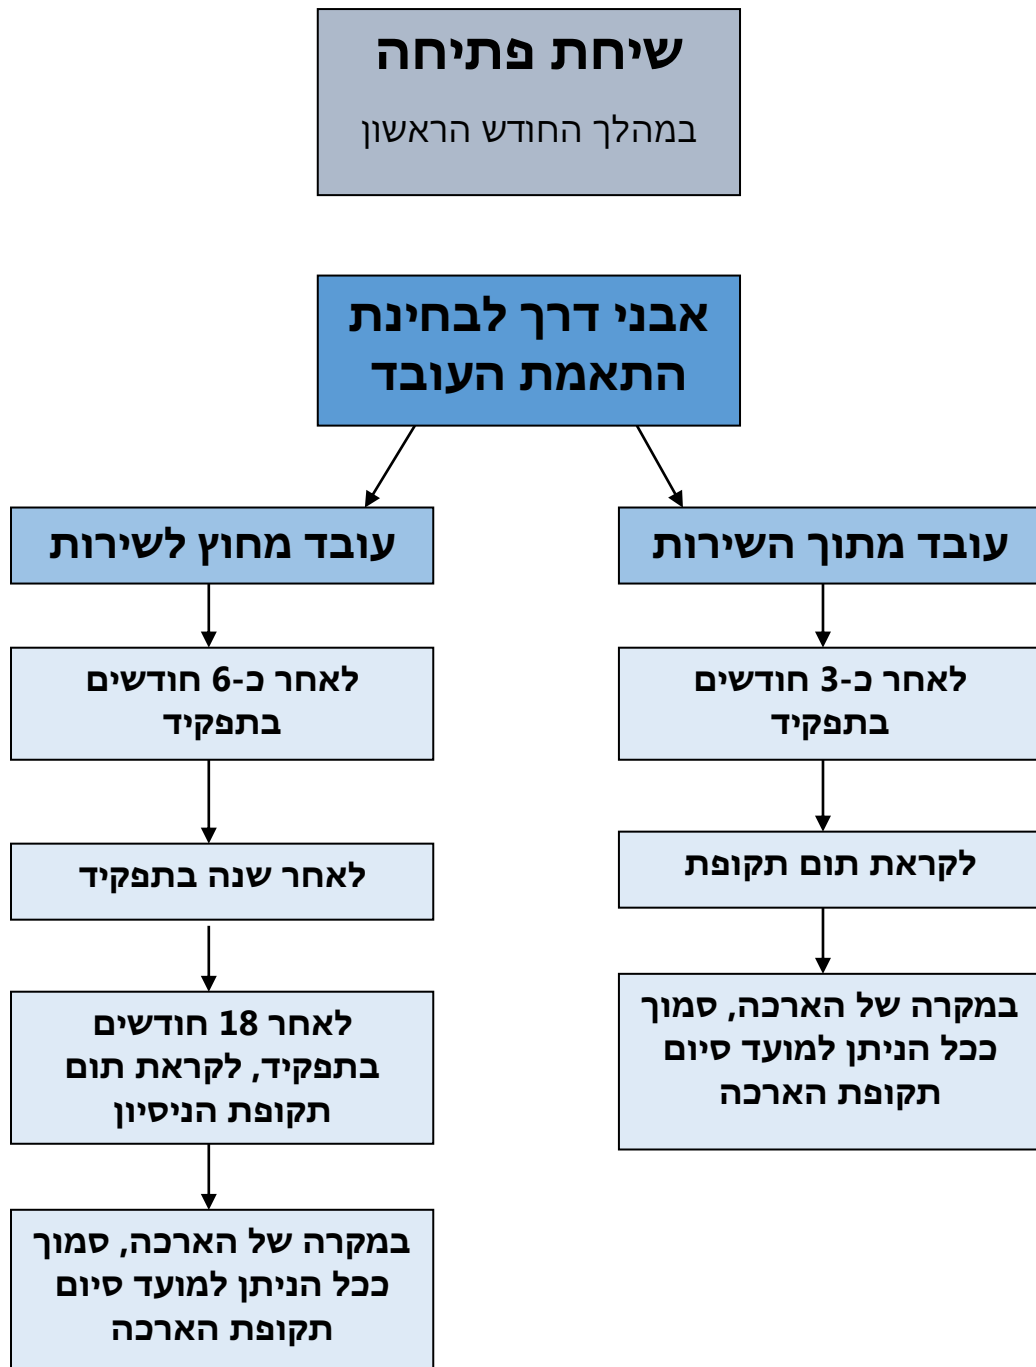 שיחת פתיחה
במהלך החודש הראשון
אבני דרך לבחינת
התאמת העובד
עובד מתוך השירות
לאחר כ-3 חודשים
בתפקיד
לקראת תום תקופת
במקרה של הארכה, סמוך
ככל הניתן למועד סיום
תקופת הארכה
עובד מחוץ לשירות
לאחר כ-6 חודשים
בתפקיד
לאחר שנה בתפקיד
לאחר 18 חודשים
בתפקיד, לקראת תום
תקופת הניסיון
במקרה של הארכה, סמוך
ככל הניתן למועד סיום
תקופת הארכה